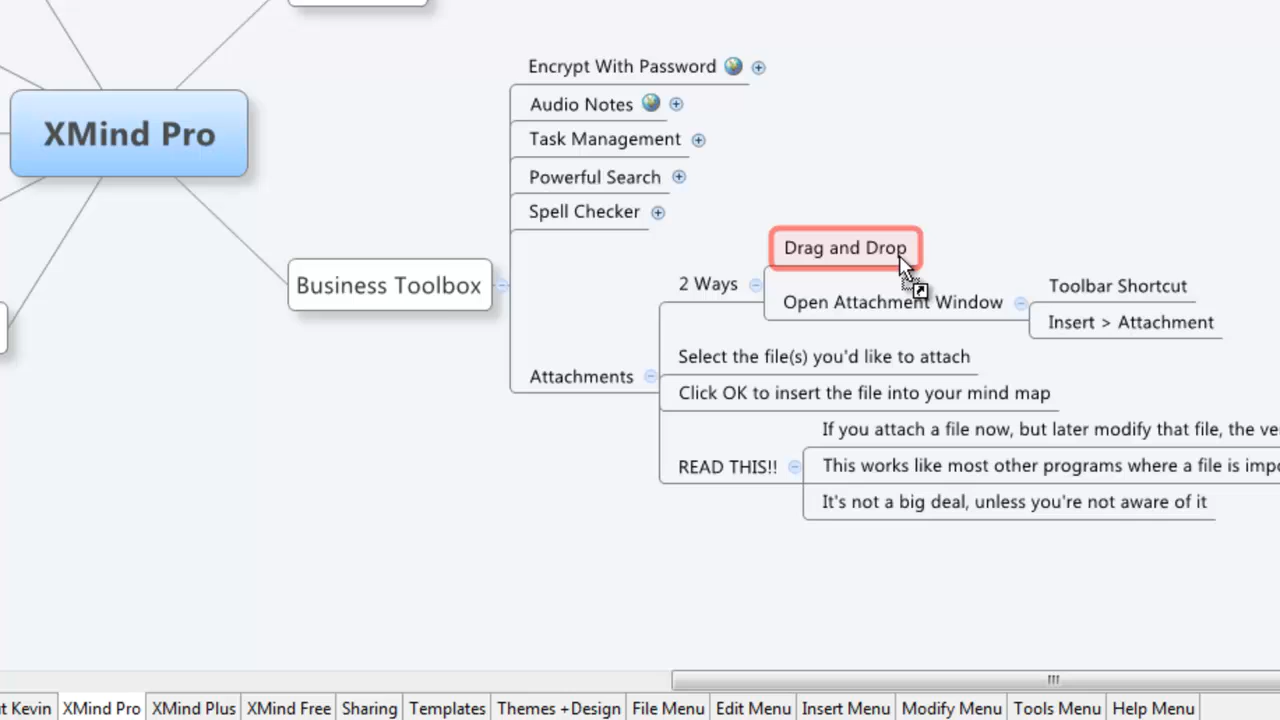 XMind Pro
Business Toolbox
Encrypt With Password
Audio Notes
Task Management
Powerful Search
Spell Checker
Attachments
2 Ways
Drag and Drop
Open Attachment Window
Toolbar Shortcut
Insert > Attachment
Select the file(s) you'd like to attach
Click OK to insert the file into your mind map
READ THIS!!
If you attach a file now, but later modify that file, the
This works like most other programs where a file is
It's not a big deal, unless you're not aware of it
Kevin XMind Pro XMind Plus XMind Free Sharing Templates Themes +Design File Menu Edit Menu Insert Menu Modify Menu Tools Menu Help Menu